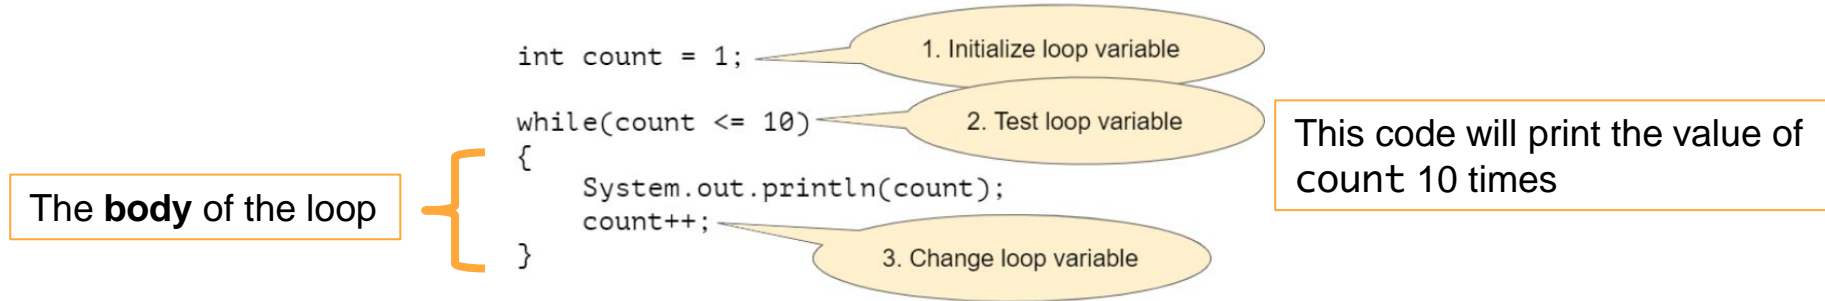 int count = 1;
1. Initialize loop variable
while(count <= 10)
2. Test loop variable
{
System.out.println(count);
count++;
3. Change loop variable
}
The body of the loop
This code will print the value of
count 10 times